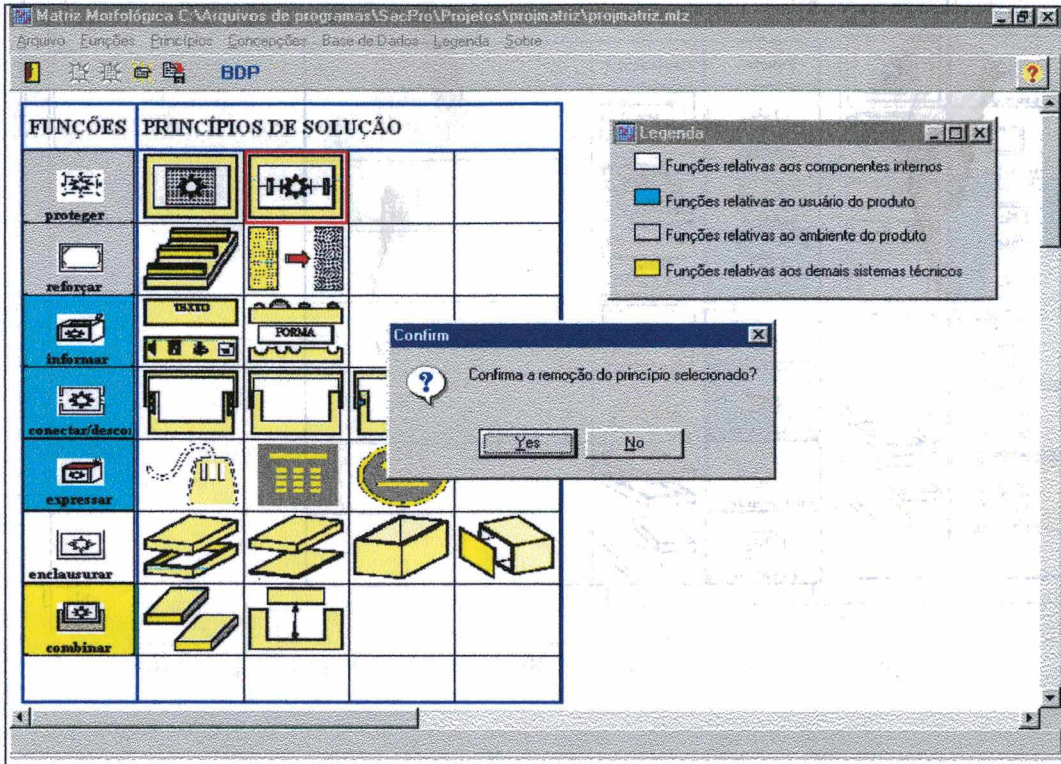 Matriz Morfológica C:\Arquivos de programas\SacPro\Projetos\projmatriz\projmatriz.mtz
Arquivo Funções Princípios Concepções Base de Dados Legenda Sobre
BDP
FUNÇÕES PRINCÍPIOS DE SOLUÇÃO
proteger
reforçar
informar
TEXTO
FORMA
conectar/descon
expressar
enclausurar
combinar
Legenda
Funções relativas aos componentes internos
Funções relativas ao usuário do produto
Funções relativas ao ambiente do produto
Funções relativas aos demais sistemas técnicos
Confirm
Confirma a remoção do princípio selecionado?
Yes No